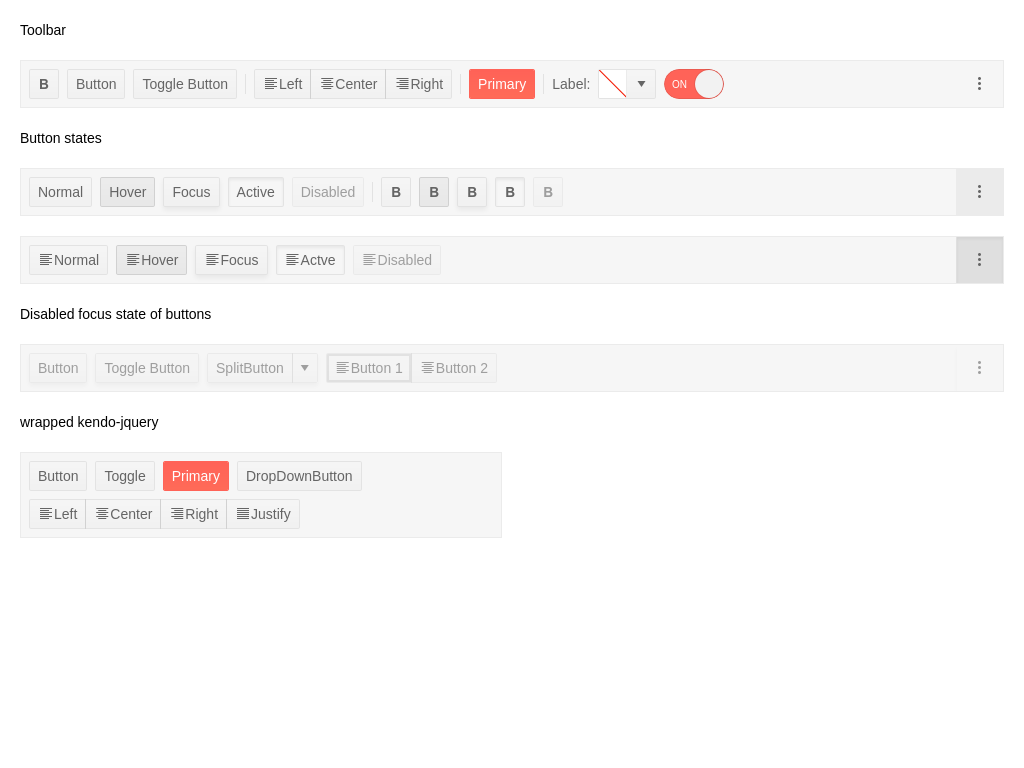 Toolbar
B Button Toggle Button Left Center Right Primary Label: ON
Button states
Normal Hover Focus Active Disabled B B B B B
Normal Hover Focus Actve Disabled
Disabled focus state of buttons
Button Toggle Button SplitButton Button 1 Button 2
wrapped kendo-jquery
Button Toggle Primary DropDownButton
Left Center Right Justify